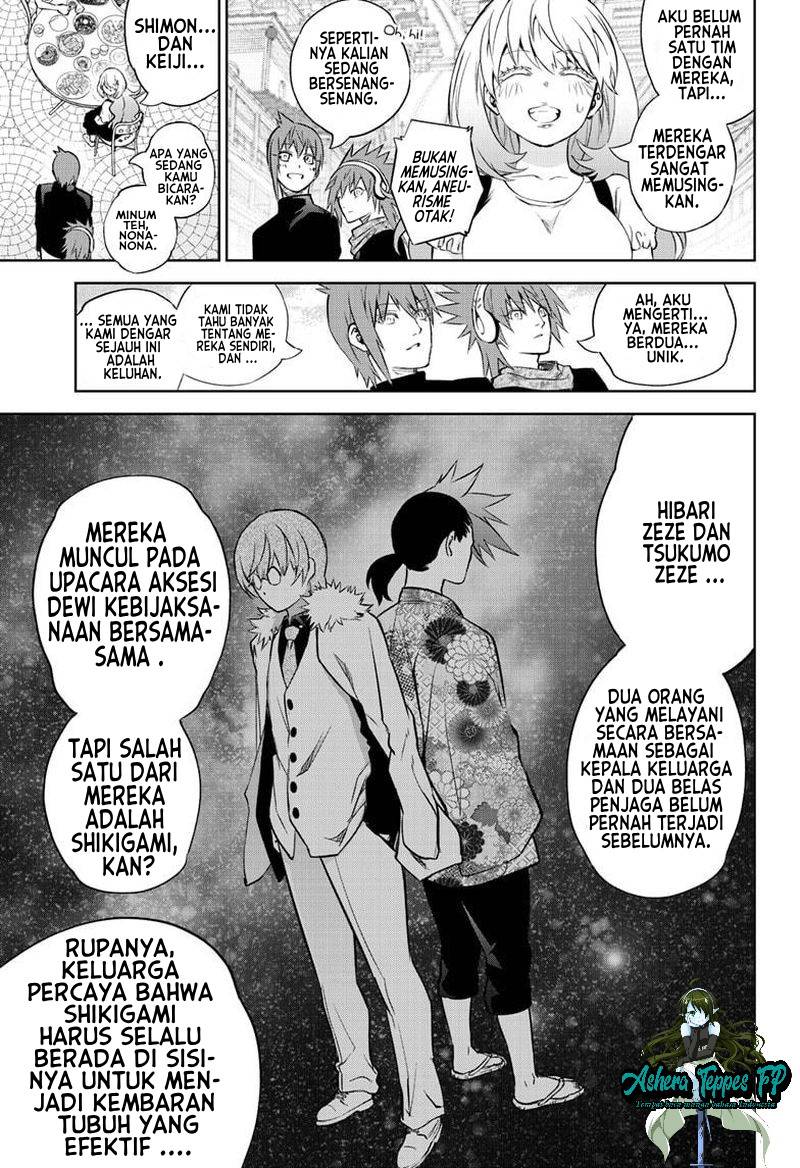 AKU BELUM
PERNAH
SATU TIM
DENGAN
MEREKA,
TAPI...
MEREKA
TERDENGAR
SANGAT
MEMUSING-
KAN.
BUKAN
MEMUSING-
KAN, ANEU-
RISME
OTAK!
Oh, hi!
SEPERTI-
NYA KALIAN
SEDANG
BERSENANG-
SENANG.
SHIMON...
DAN
KEIJI...
APA YANG
SEDANG
KAMU
BICARA-
KAN?
MINUM
TEH,
NONA-
NONA.
AH, AKU
MENGERTI...
YA, MEREKA
BERDUA...
UNIK.
KAMI TIDAK
TAHU BANYAK
TENTANG ME-
REKA SENDIRI,
DAN ...
... SEMUA YANG
KAMI DENGAR
SEJAUH INI
ADALAH
KELUHAN.
HIBARI
ZEZE DAN
TSUKUMO
ZEZE ...
DUA ORANG
YANG MELAYANI
SECARA BERSA-
MAAN SEBAGAI
KEPALA KELUARGA
DAN DUA BELAS
PENJAGA BELUM
PERNAH TERJADI
SEBELUMNYA.
MEREKA
MUNCUL PADA
UPACARA AKSESI
DEWI KEBIJAKSA-
NAAN BERSAMA-
SAMA .
TAPI SALAH
SATU DARI
MEREKA
ADALAH
SHIKIGAMI,
KAN?
RUPANYA,
KELUARGA
PERCAYA BAHWA
SHIKIGAMI
HARUS SELALU
BERADA DI SISI-
NYA UNTUK MEN-
JADI KEMBARAN
TUBUH YANG
EFEKTIF ....
Ashera Teppes FP
Tempat baca manga bahasa Indonesia